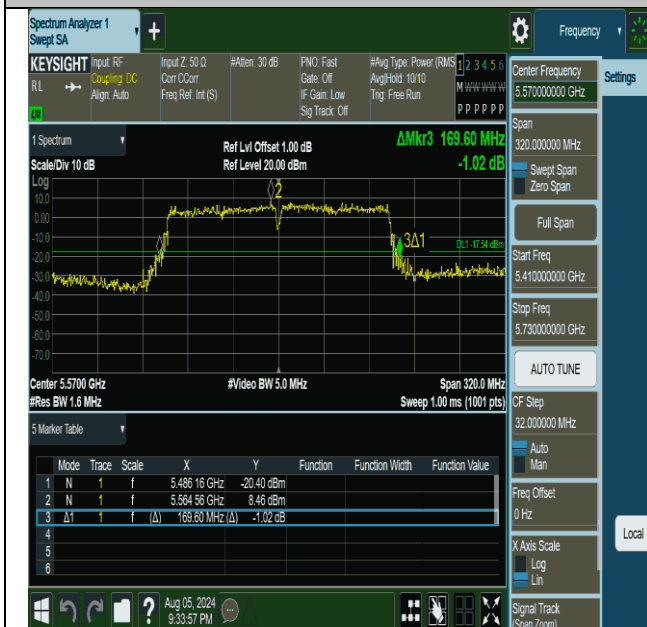 Spectrum Analyzer 1
Swept SA
+
Frequency
KEYSIGHT
RL
LXI
Input: RF
Coupling: DC
Align: Auto
Input Z: 50 Ω
Corr CCorr
Freq Ref: Int (S)
#Atten: 30 dB
PNO: Fast
Gate: Off
IF Gain: Low
Sig Track: Off
#Avg Type: Power (RMS)
Avg|Hold: 10/10
Trig: Free Run
1 2 3 4 5 6
M W W W W W
P P P P P P
1 Spectrum
Scale/Div 10 dB
Log
Ref Lvl Offset 1.00 dB
Ref Level 20.00 dBm
ΔMkr3 169.60 MHz
-1.02 dB
10.0
0.00
-10.0
-20.0
-30.0
-40.0
-50.0
-60.0
-70.0
2
3Δ1
DL1 -17.54 dBm
Center 5.5700 GHz
#Res BW 1.6 MHz
#Video BW 5.0 MHz
Span 320.0 MHz
Sweep 1.00 ms (1001 pts)
5 Marker Table
Mode Trace Scale X Y Function Function Width Function Value
1 N 1 f 5.486 16 GHz -20.40 dBm
2 N 1 f 5.564 56 GHz 8.46 dBm
3 Δ1 1 f (Δ) 169.60 MHz (Δ) -1.02 dB
4
5
6
Aug 05, 2024
9:33:57 PM
?
Center Frequency
5.570000000 GHz
Span
320.000000 MHz
Swept Span
Zero Span
Full Span
Start Freq
5.410000000 GHz
Stop Freq
5.730000000 GHz
AUTO TUNE
CF Step
32.000000 MHz
Auto
Man
Freq Offset
0 Hz
X Axis Scale
Log
Lin
Signal Track
(Span Zoom)
Settings
Local